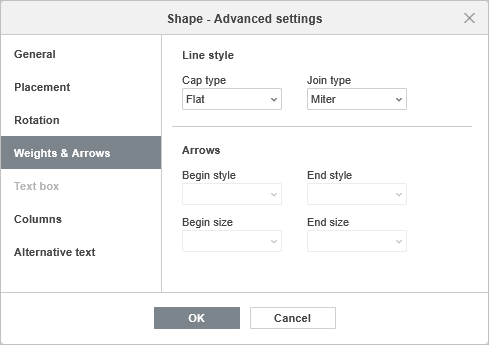 Shape - Advanced settings
General
Placement
Rotation
Weights & Arrows
Text box
Columns
Alternative text
Line style
Cap type Join type
Flat Miter
Arrows
Begin style End style
Begin size End size
OK Cancel